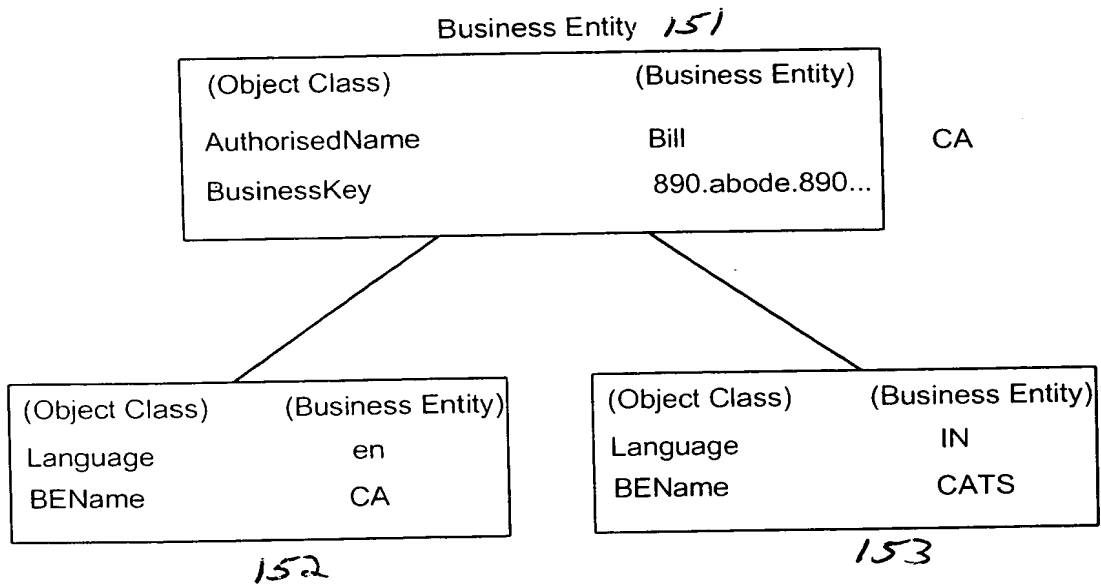 Business Entity 151
(Object Class) (Business Entity)
AuthorisedName Bill
CA
BusinessKey 890.abode.890...
(Object Class) (Business Entity)
Language en
BEName CA
152
(Object Class) (Business Entity)
Language IN
BEName CATS
153